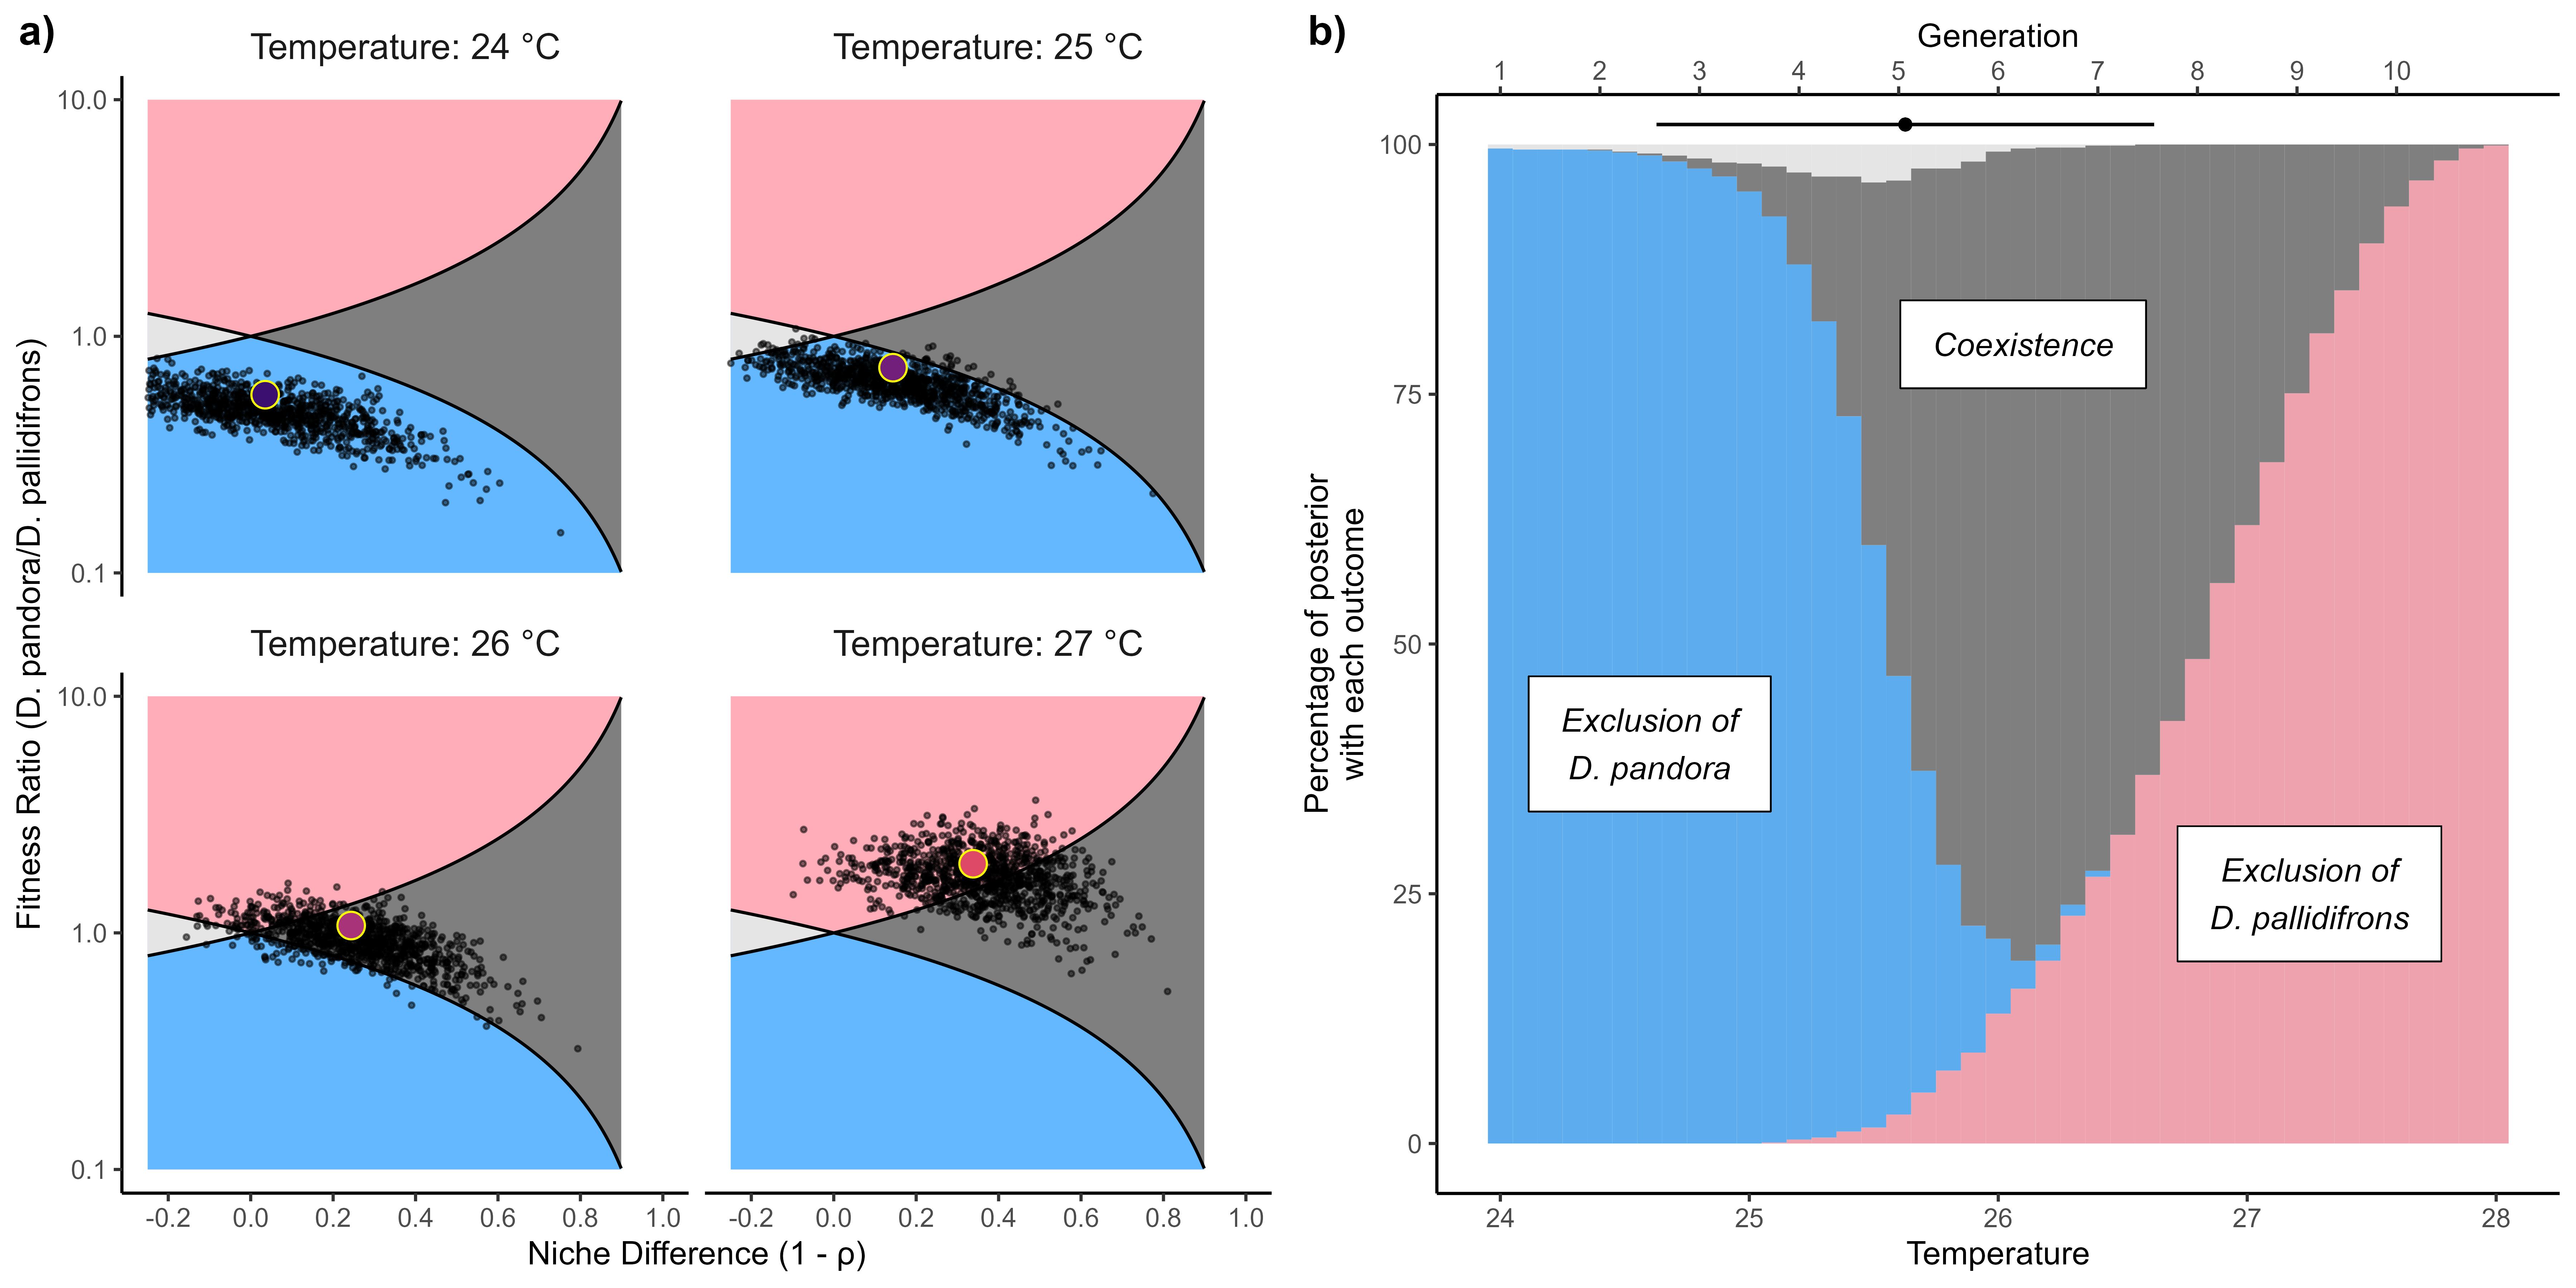 a)
Temperature: 24 °C
Temperature: 25 °C
10.0
1.0
0.1
Temperature: 26 °C
Temperature: 27 °C
10.0
1.0
0.1
Fitness Ratio (D. pandora/D. pallidifrons)
-0.2 0.0 0.2 0.4 0.6 0.8 1.0
-0.2 0.0 0.2 0.4 0.6 0.8 1.0
Niche Difference (1 - ρ)
b)
Generation
1 2 3 4 5 6 7 8 9 10
100
75
50
25
0
Percentage of posterior
with each outcome
Coexistence
Exclusion of
D. pandora
Exclusion of
D. pallidifrons
24 25 26 27 28
Temperature